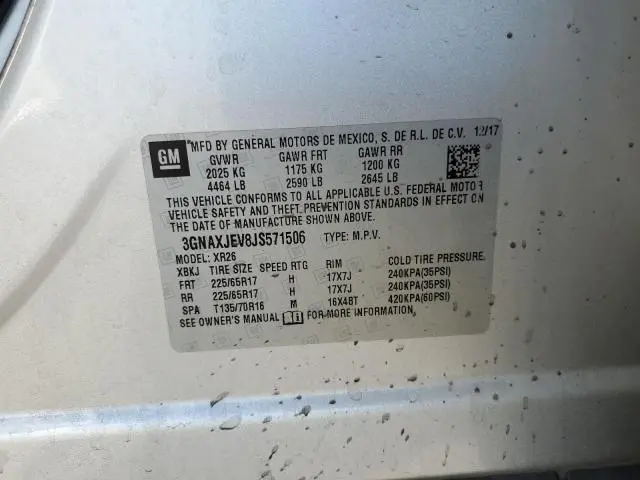 GM
MFD BY GENERAL MOTORS DE MEXICO, S. DE R.L. DE C.V. 12/17
GVWR GAWR FRT GAWR RR
2025 KG 1175 KG 1200 KG
4464 LB 2590 LB 2645 LB
THIS VEHICLE CONFORMS TO ALL APPLICABLE U.S. FEDERAL MOTOR
VEHICLE SAFETY AND THEFT PREVENTION STANDARDS IN EFFECT ON
THE DATE OF MANUFACTURE SHOWN ABOVE.
3GNAXJEV8JS571506 TYPE: M.P.V.
MODEL: XR26
XBKJ TIRE SIZE SPEED RTG RIM COLD TIRE PRESSURE
FRT 225/65R17 H 17X7J 240KPA(35PSI)
RR 225/65R17 H 17X7J 240KPA(35PSI)
SPA T135/70R16 M 16X4BT 420KPA(60PSI)
SEE OWNER'S MANUAL FOR MORE INFORMATION.